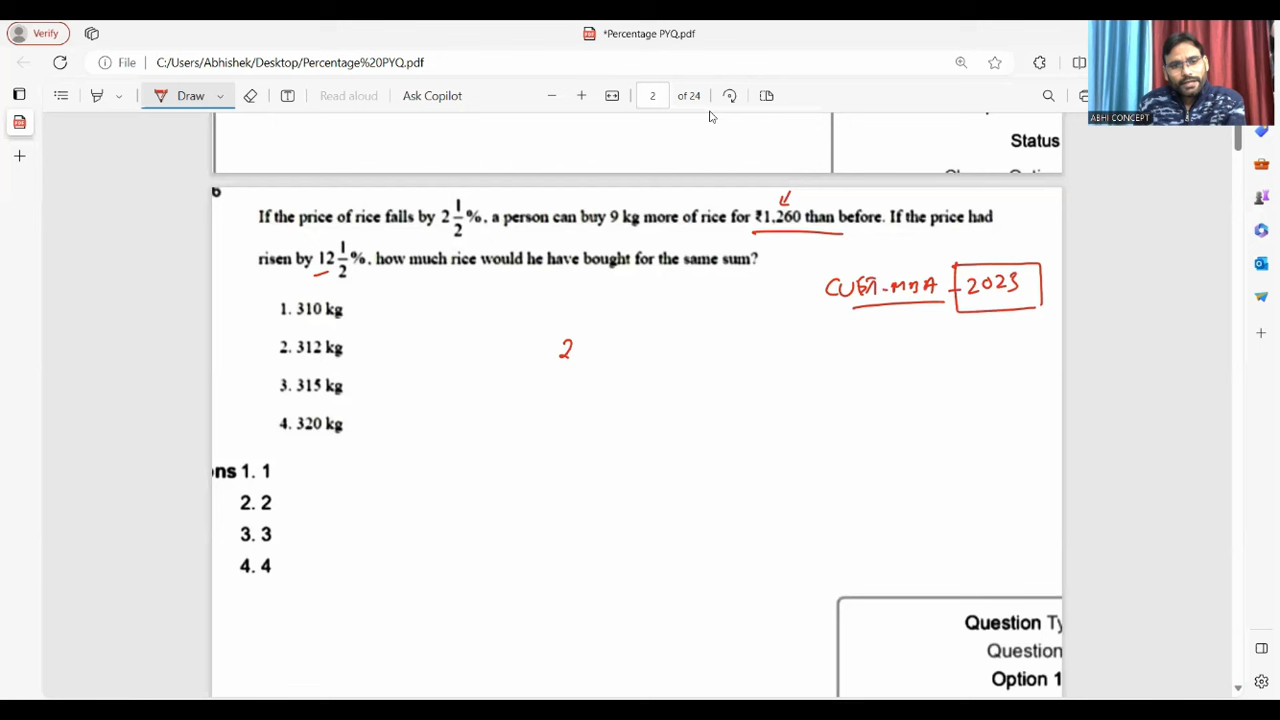 Verify
*Percentage PYQ.pdf
File C:/Users/Abhishek/Desktop/Percentage%20PYQ.pdf
Draw Read aloud Ask Copilot 2 of 24
ABHI CONCEPT
Status
If the price of rice falls by 2 1/2 %, a person can buy 9 kg more of rice for ₹1,260 than before. If the price had
risen by 12 1/2 %, how much rice would he have bought for the same sum?
CUET-MBA - 2023
1. 310 kg
2
2. 312 kg
3. 315 kg
4. 320 kg
ons 1. 1
2. 2
3. 3
4. 4
Question Ty
Question
Option 1